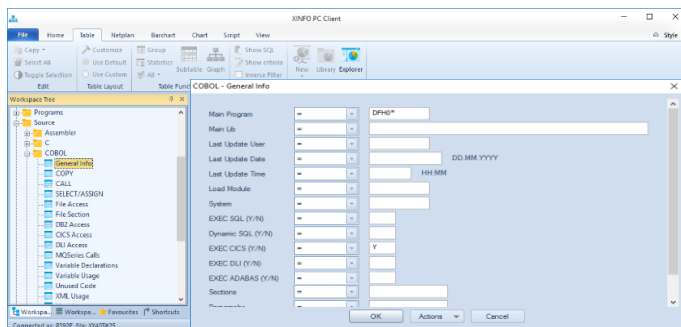 XINFO PC Client
File Home Table Netplan Barchart Chart Script View Style
Copy Customize Group Show SQL
Select All Use Default Statistics Show criteria
Toggle Selection Use Custom All Subtable Graph Inverse Filter New Library Explorer
Edit Table Layout Table Func
Workspace Tree
Programs
Source
Assembler
C
COBOL
General Info
COPY
CALL
SELECT/ASSIGN
File Access
File Section
DB2 Access
CICS Access
DLI Access
MQSeries Calls
Variable Declarations
Variable Usage
Unused Code
XML Usage
Workspa... Workspa... Favourites Shortcuts
COBOL - General Info
Main Program = DFH0*
Main Lib =
Last Update User =
Last Update Date = DD.MM.YYYY
Last Update Time = HH:MM
Load Module =
System =
EXEC SQL (Y/N) =
Dynamic SQL (Y/N) =
EXEC CICS (Y/N) = Y
EXEC DLI (Y/N) =
EXEC ADABAS (Y/N) =
Sections =
OK Actions Cancel